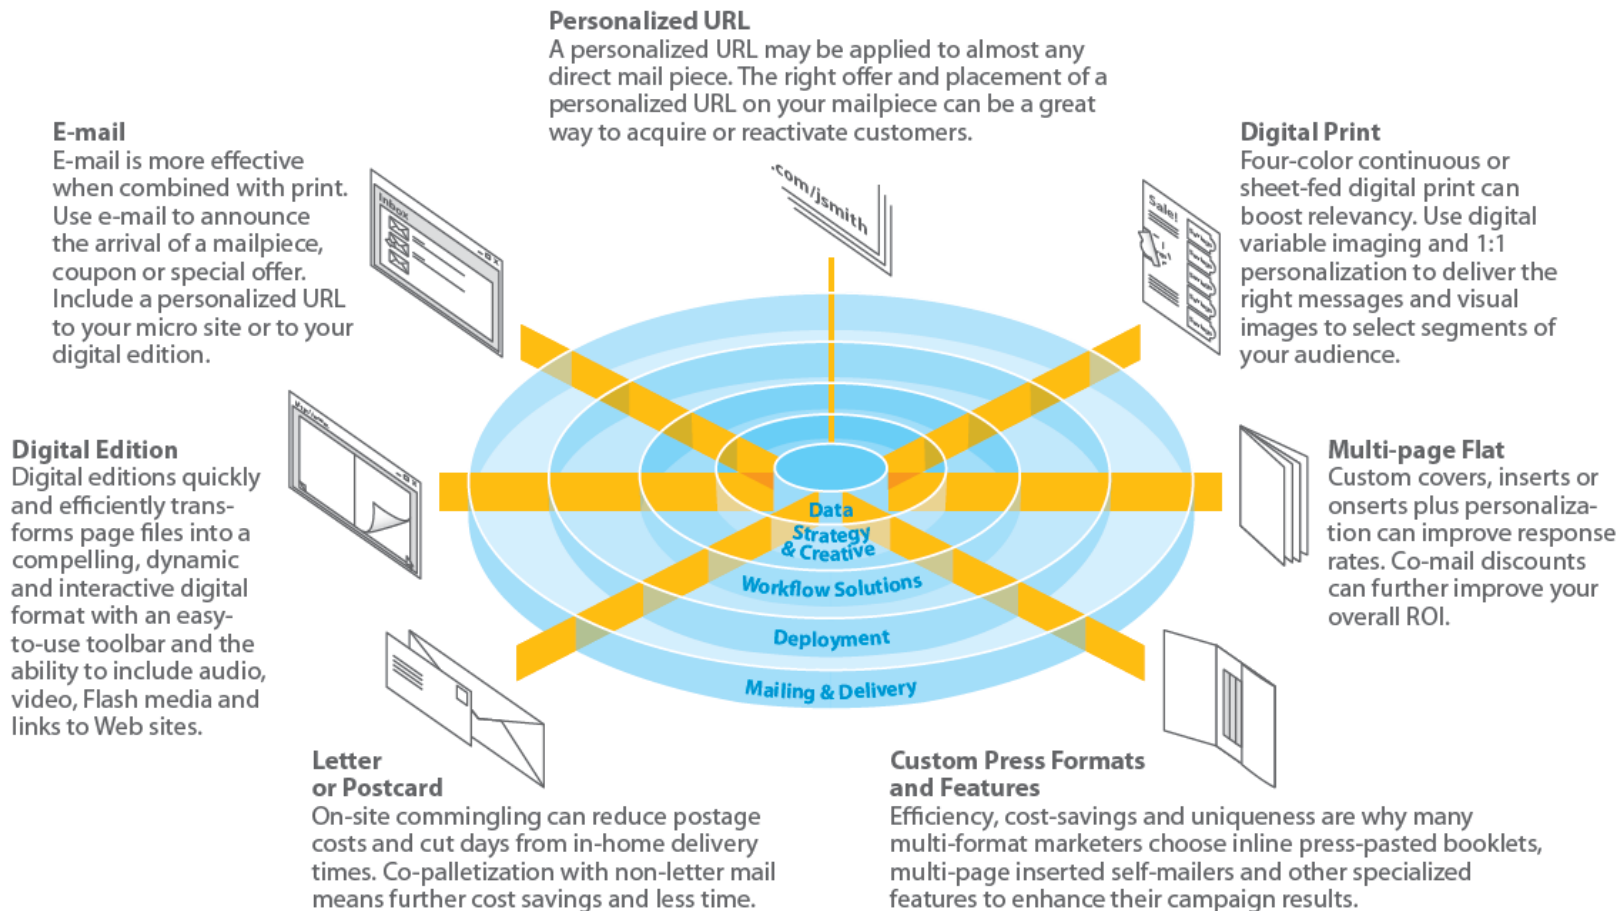 Personalized URL
A personalized URL may be applied to almost any
direct mail piece. The right offer and placement of a
personalized URL on your mailpiece can be a great
way to acquire or reactivate customers.
E-mail
E-mail is more effective
when combined with print.
Use e-mail to announce
the arrival of a mailpiece,
coupon or special offer.
Include a personalized URL
to your micro site or to your
digital edition.
Inbox
.com/jsmith
Digital Print
Four-color continuous or
sheet-fed digital print can
boost relevancy. Use digital
variable imaging and 1:1
personalization to deliver the
right messages and visual
images to select segments of
your audience.
Sale!
Digital Edition
Digital editions quickly
and efficiently trans-
forms page files into a
compelling, dynamic
and interactive digital
format with an easy-
to-use toolbar and the
ability to include audio,
video, Flash media and
links to Web sites.
Multi-page Flat
Custom covers, inserts or
onserts plus personaliza-
tion can improve response
rates. Co-mail discounts
can further improve your
overall ROI.
Data
Strategy
& Creative
Workflow Solutions
Deployment
Mailing & Delivery
Letter
or Postcard
On-site commingling can reduce postage
costs and cut days from in-home delivery
times. Co-palletization with non-letter mail
means further cost savings and less time.
Custom Press Formats
and Features
Efficiency, cost-savings and uniqueness are why many
multi-format marketers choose inline press-pasted booklets,
multi-page inserted self-mailers and other specialized
features to enhance their campaign results.